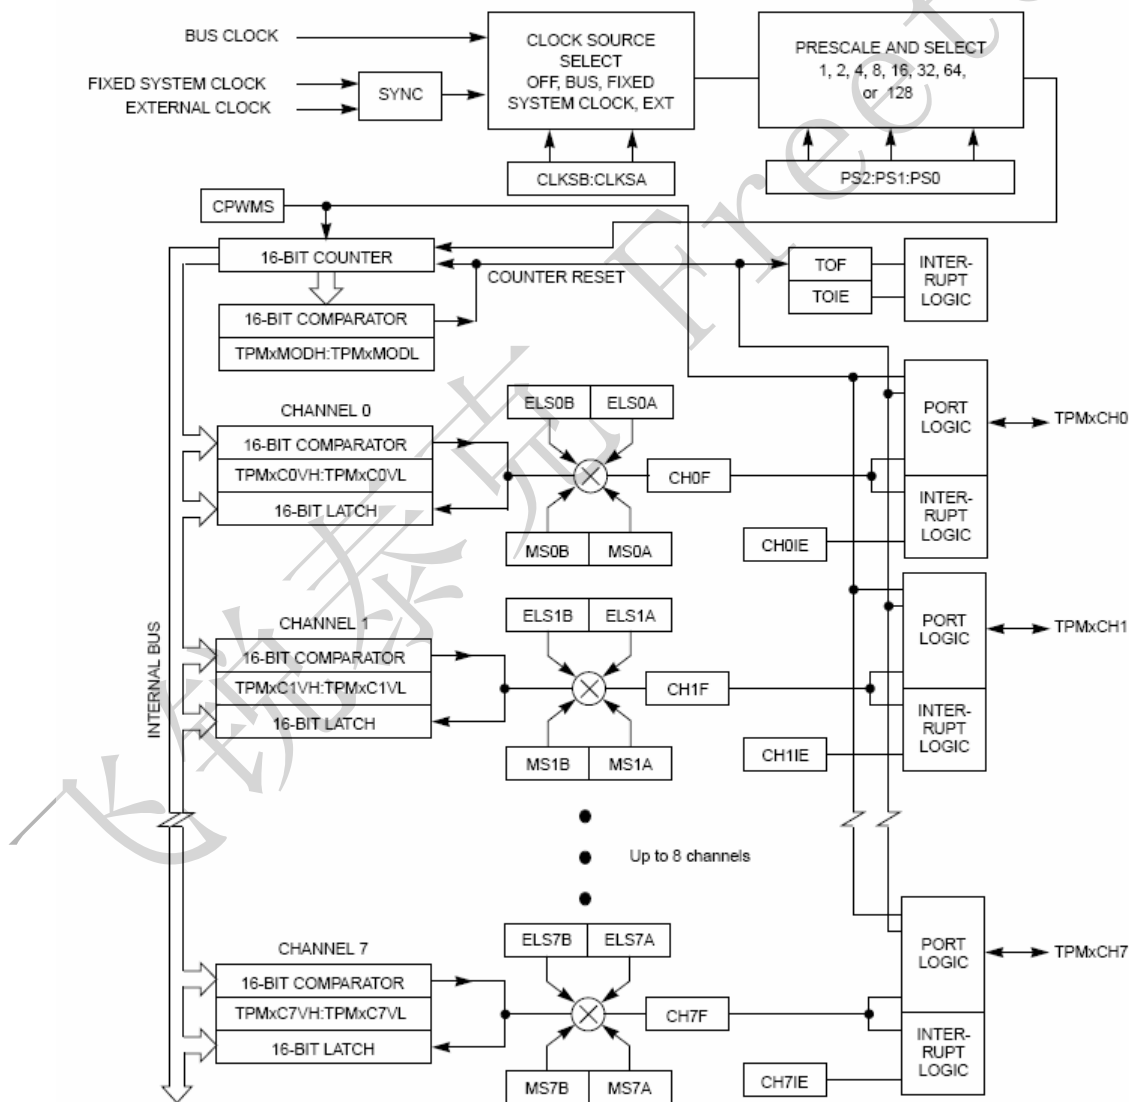 BUS CLOCK
FIXED SYSTEM CLOCK
EXTERNAL CLOCK
SYNC
CLOCK SOURCE
SELECT
OFF, BUS, FIXED
SYSTEM CLOCK, EXT
PRESCALE AND SELECT
1, 2, 4, 8, 16, 32, 64,
or 128
CLKSB:CLKSA
PS2:PS1:PS0
CPWMS
16-BIT COUNTER
COUNTER RESET
TOF
TOIE
INTER-
RUPT
LOGIC
16-BIT COMPARATOR
TPMxMODH:TPMxMODL
CHANNEL 0
16-BIT COMPARATOR
TPMxC0VH:TPMxC0VL
16-BIT LATCH
ELS0B ELS0A
MS0B MS0A
CH0F
CH0IE
PORT
LOGIC
INTER-
RUPT
LOGIC
TPMxCH0
INTERNAL BUS
CHANNEL 1
16-BIT COMPARATOR
TPMxC1VH:TPMxC1VL
16-BIT LATCH
ELS1B ELS1A
MS1B MS1A
CH1F
CH1IE
PORT
LOGIC
INTER-
RUPT
LOGIC
TPMxCH1
Up to 8 channels
CHANNEL 7
16-BIT COMPARATOR
TPMxC7VH:TPMxC7VL
16-BIT LATCH
ELS7B ELS7A
MS7B MS7A
CH7F
CH7IE
PORT
LOGIC
INTER-
RUPT
LOGIC
TPMxCH7
飞锐泰克 Freet